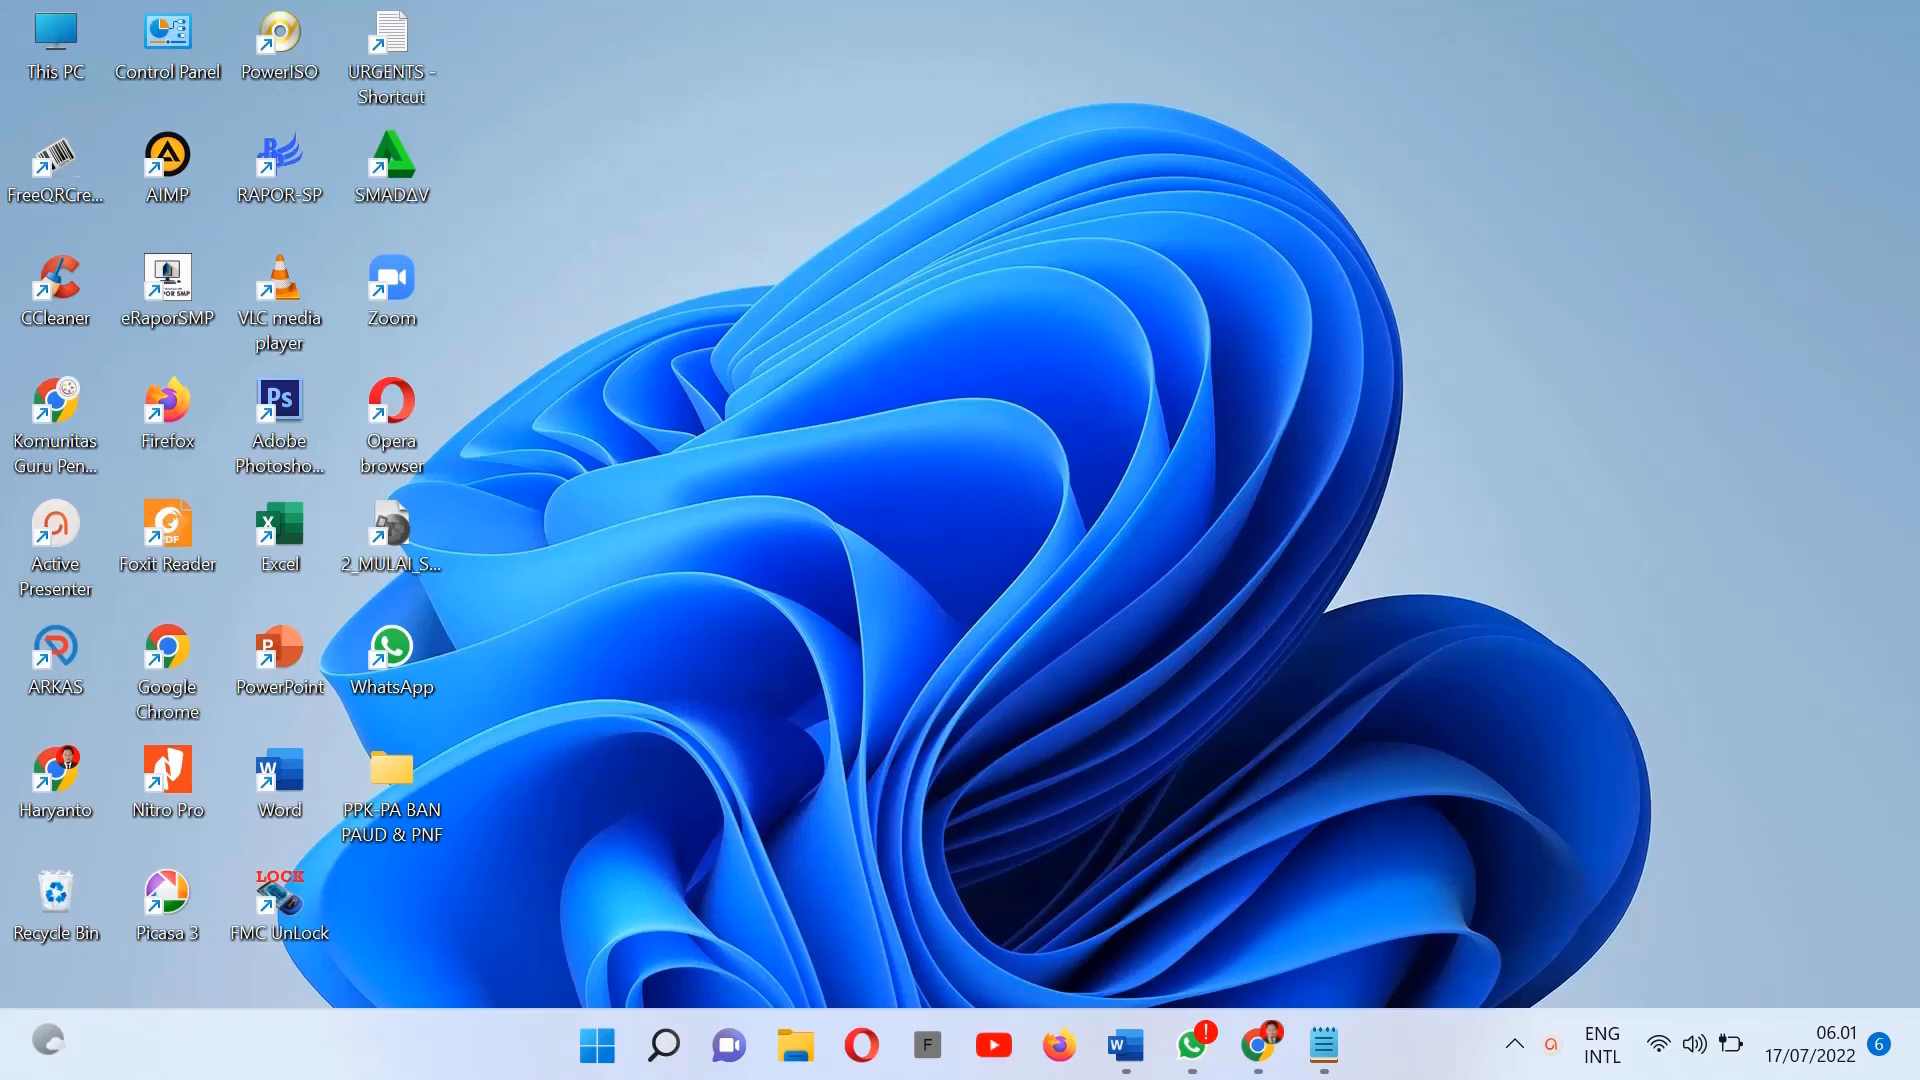 This PC
Control Panel
PowerISO
URGENTS -
Shortcut
FreeQRCre...
AIMP
RAPOR-SP
SMADΔV
CCleaner
eRaporSMP
VLC media
player
Zoom
Komunitas
Guru Pen...
Firefox
Ps
Adobe
Photosho...
Opera
browser
Active
Presenter
PDF
Foxit Reader
X
Excel
2_MULAI_S...
ARKAS
Google
Chrome
P
PowerPoint
WhatsApp
Haryanto
Nitro Pro
W
Word
PPK-PA BAN
PAUD & PNF
Recycle Bin
Picasa 3
LOCK
FMC UnLock
F
W
!
ENG
INTL
06.01
17/07/2022
6